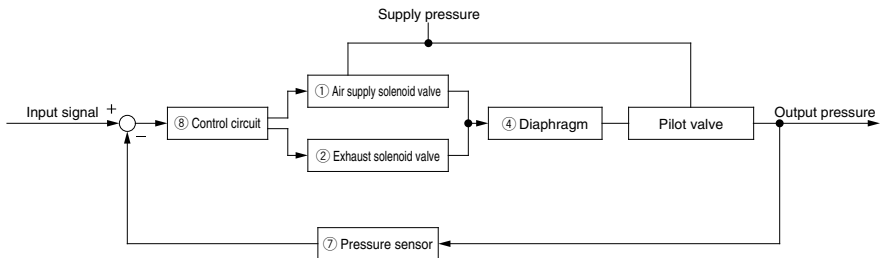 Supply pressure
① Air supply solenoid valve
Input signal
+
−
⑧ Control circuit
② Exhaust solenoid valve
④ Diaphragm
Pilot valve
Output pressure
⑦ Pressure sensor